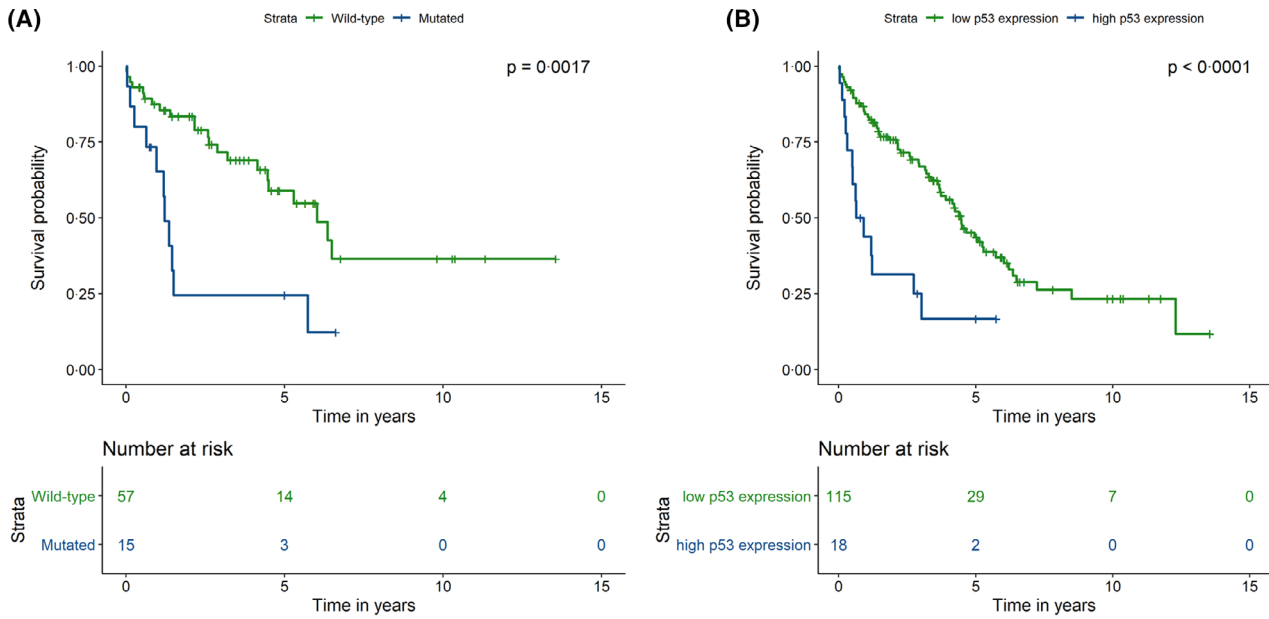 (A)
Strata Wild-type Mutated
p = 0·0017
Survival probability
1·00
0·75
0·50
0·25
0·00
0 5 10 15
Time in years
Number at risk
Strata
Wild-type 57 14 4 0
Mutated 15 3 0 0
0 5 10 15
Time in years
(B)
Strata low p53 expression high p53 expression
p < 0·0001
Survival probability
1·00
0·75
0·50
0·25
0·00
0 5 10 15
Time in years
Number at risk
Strata
low p53 expression 115 29 7 0
high p53 expression 18 2 0 0
0 5 10 15
Time in years